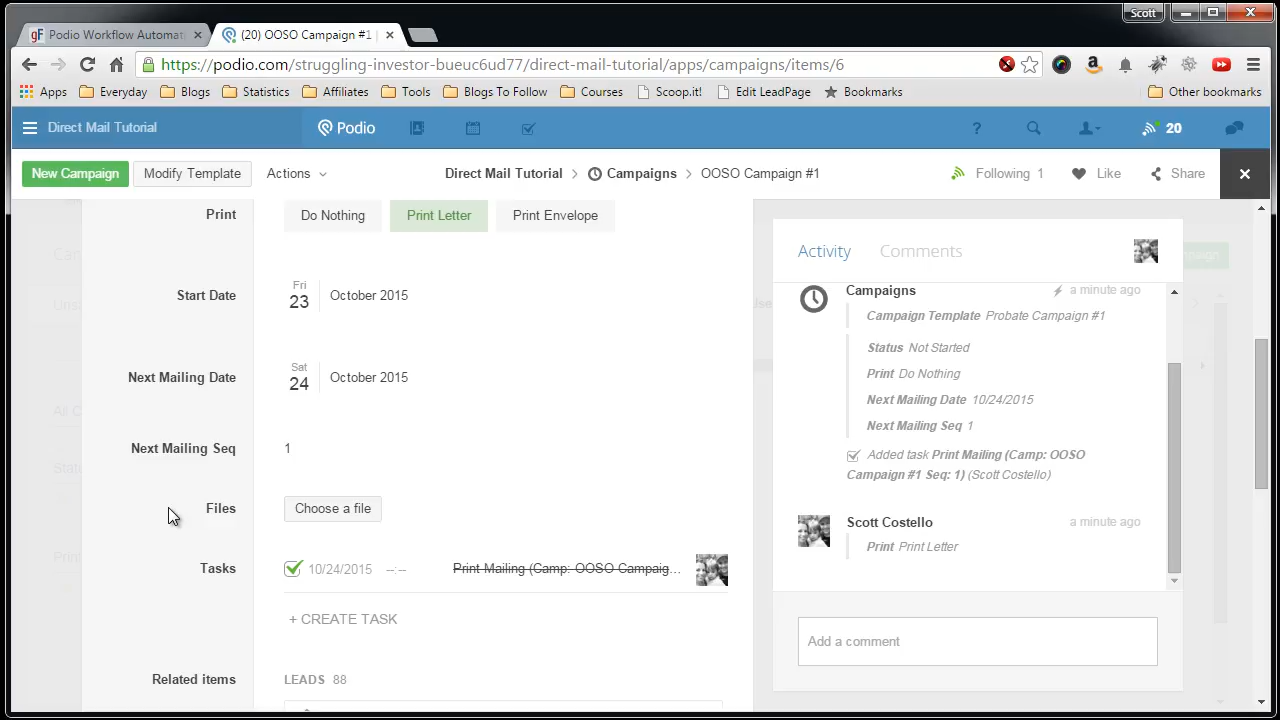 Scott
Podio Workflow Automat
(20) OOSO Campaign #1 |
https://podio.com/struggling-investor-bueuc6ud77/direct-mail-tutorial/apps/campaigns/items/6
Apps
Everyday
Blogs
Statistics
Affiliates
Tools
Blogs To Follow
Courses
Scoop.it!
Edit LeadPage
Bookmarks
Other bookmarks
Direct Mail Tutorial
Podio
?
20
New Campaign
Modify Template
Actions
Direct Mail Tutorial > Campaigns > OOSO Campaign #1
Following 1
Like
Share
Print
Do Nothing
Print Letter
Print Envelope
Start Date
Fri
23
October 2015
Next Mailing Date
Sat
24
October 2015
Next Mailing Seq
1
Files
Choose a file
Tasks
10/24/2015
--:--
Print Mailing (Camp: OOSO Campaig...
+ CREATE TASK
Related items
LEADS 88
Activity
Comments
Campaigns
a minute ago
Campaign Template Probate Campaign #1
Status Not Started
Print Do Nothing
Next Mailing Date 10/24/2015
Next Mailing Seq 1
Added task Print Mailing (Camp: OOSO
Campaign #1 Seq: 1) (Scott Costello)
Scott Costello
a minute ago
Print Print Letter
Add a comment